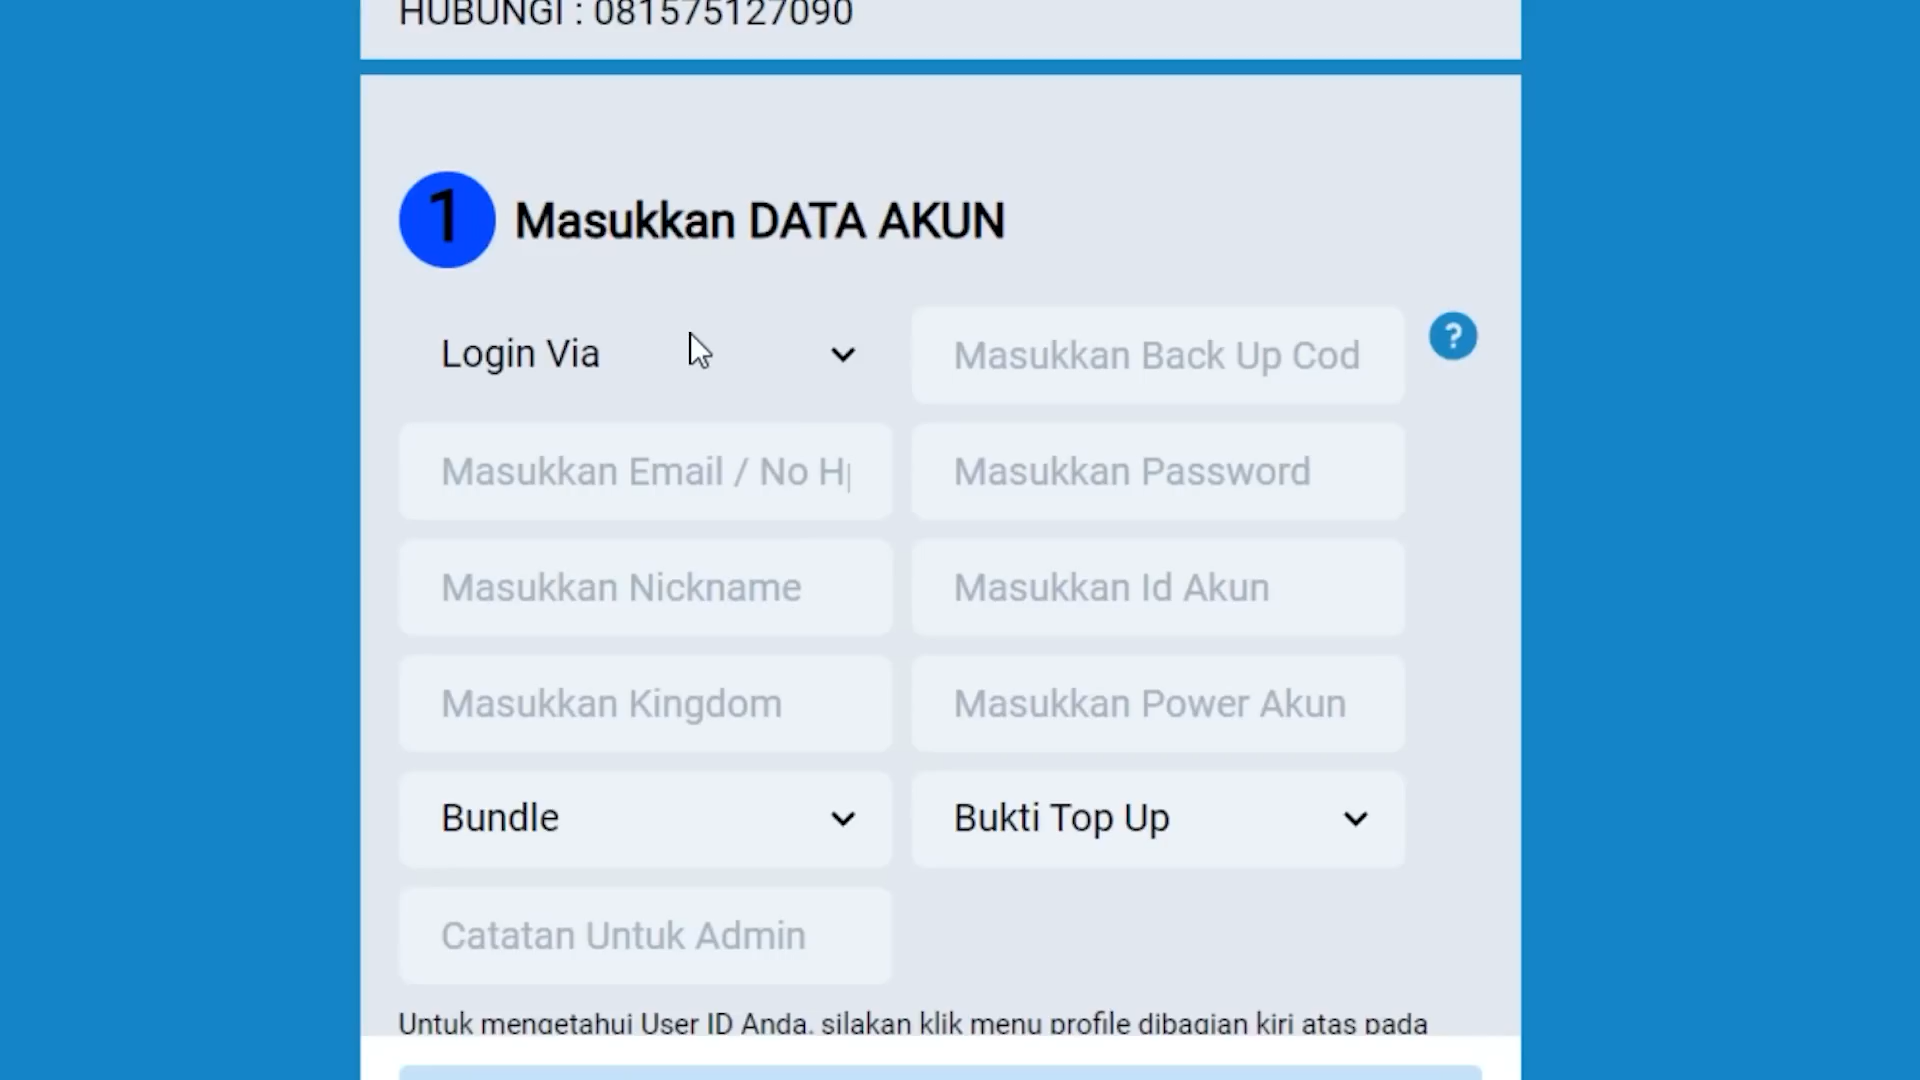 HUBUNGI : 081575127090
1 Masukkan DATA AKUN
Login Via
Masukkan Back Up Cod
?
Masukkan Email / No H
Masukkan Password
Masukkan Nickname
Masukkan Id Akun
Masukkan Kingdom
Masukkan Power Akun
Bundle
Bukti Top Up
Catatan Untuk Admin
Untuk mengetahui User ID Anda, silakan klik menu profile dibagian kiri atas pada